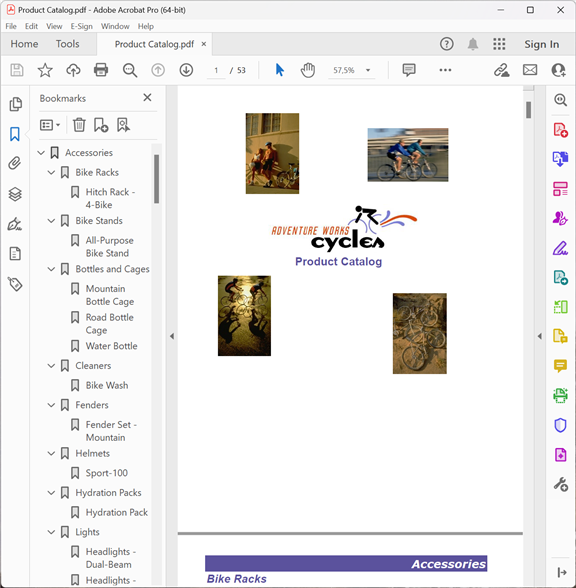 Product Catalog.pdf - Adobe Acrobat Pro (64-bit)
File Edit View E-Sign Window Help
Home Tools Product Catalog.pdf × Sign In
1 / 53 57,5%
Bookmarks
Accessories
Bike Racks
Hitch Rack -
4-Bike
Bike Stands
All-Purpose
Bike Stand
Bottles and Cages
Mountain
Bottle Cage
Road Bottle
Cage
Water Bottle
Cleaners
Bike Wash
Fenders
Fender Set -
Mountain
Helmets
Sport-100
Hydration Packs
Hydration Pack
Lights
Headlights -
Dual-Beam
Headlights -
ADVENTURE WORKS
cycles
Product Catalog
Accessories
Bike Racks